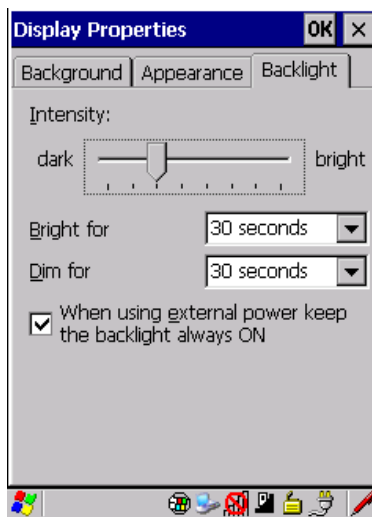 Display Properties OK ×
Background Appearance Backlight
Intensity:
dark bright
Bright for 30 seconds
Dim for 30 seconds
When using external power keep
the backlight always ON